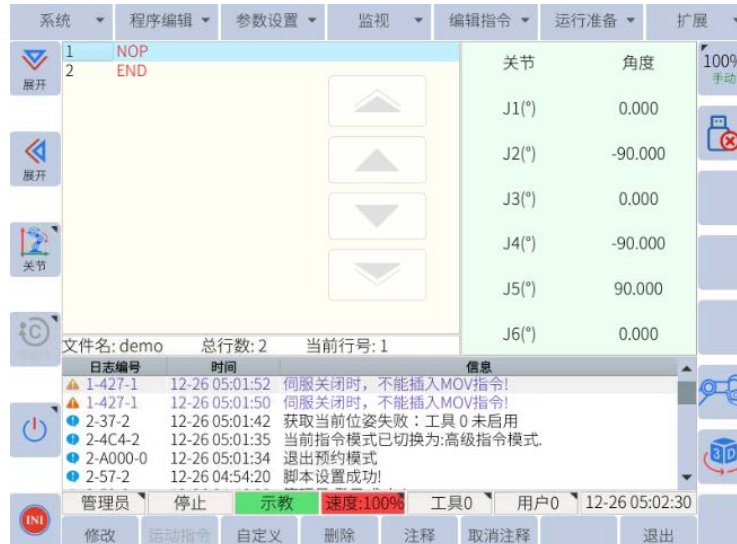 系统 程序编辑 参数设置 监视 编辑指令 运行准备 扩展
展开
展开
关节
1 NOP
2 END
文件名: demo 总行数: 2 当前行号: 1
关节 角度
J1(°) 0.000
J2(°) -90.000
J3(°) 0.000
J4(°) -90.000
J5(°) 90.000
J6(°) 0.000
100%
手动
日志编号 时间 信息
1-427-1 12-26 05:01:52 伺服关闭时，不能插入MOV指令!
1-427-1 12-26 05:01:50 伺服关闭时，不能插入MOV指令!
2-37-2 12-26 05:01:42 获取当前位姿失败：工具 0 未启用
2-4C4-2 12-26 05:01:35 当前指令模式已切换为:高级指令模式.
2-A000-0 12-26 05:01:34 退出预约模式
2-57-2 12-26 04:54:20 脚本设置成功!
管理员 停止 示教 速度:100% 工具0 用户0 12-26 05:02:30
INI
3D
修改 运动指令 自定义 删除 注释 取消注释 退出